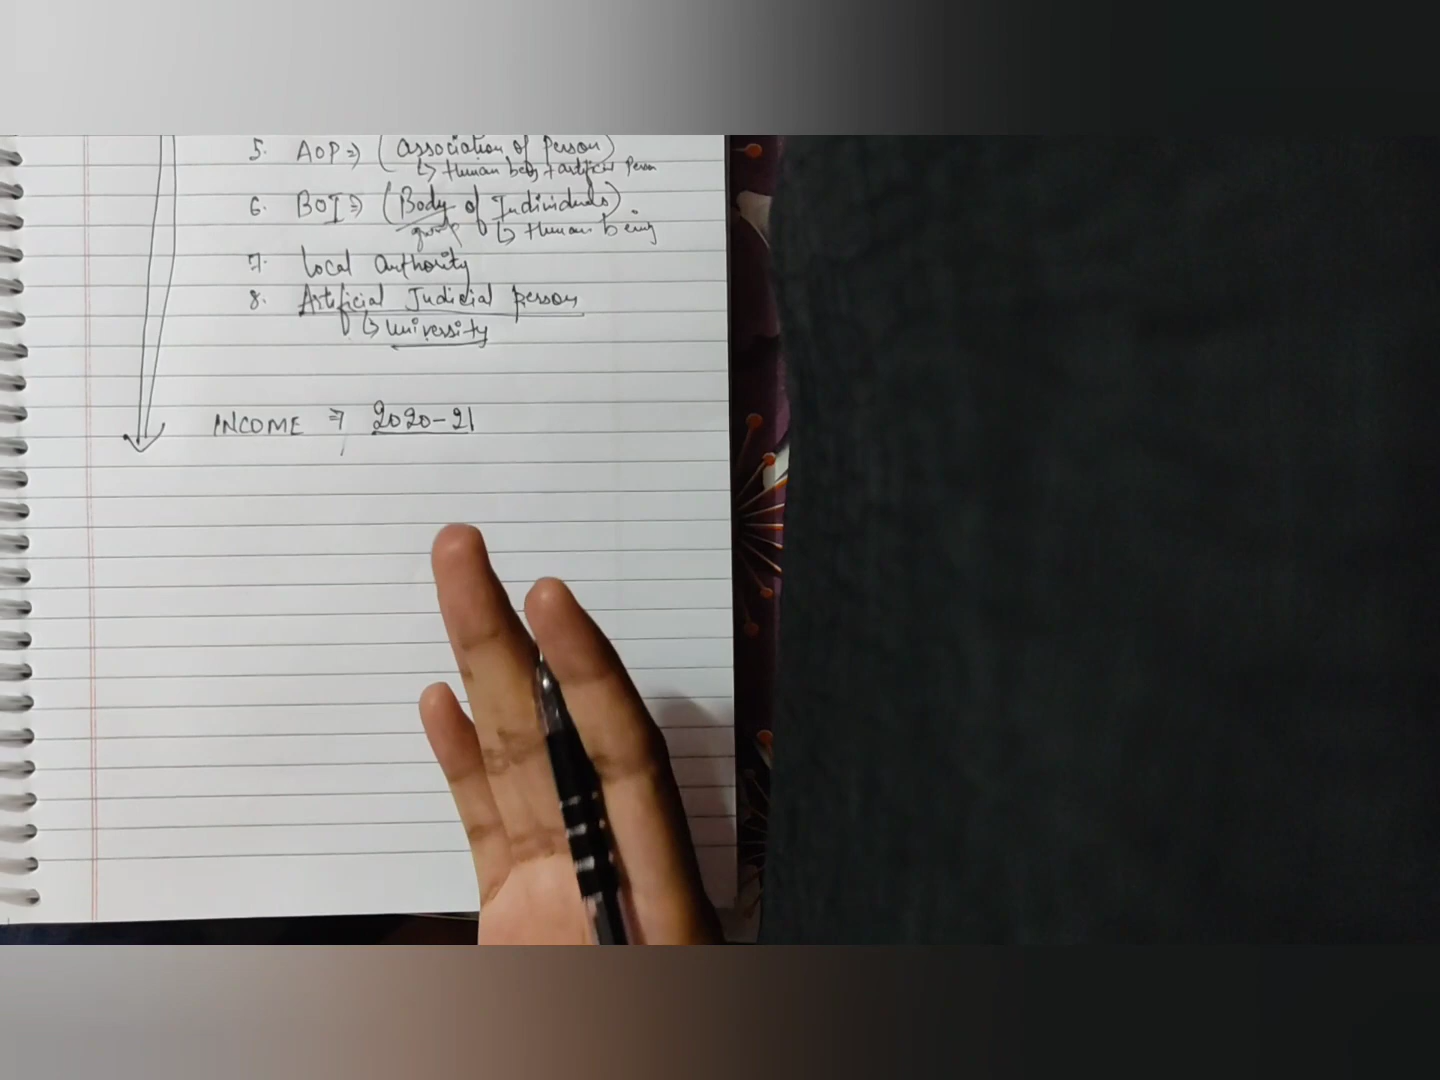 5. AOP ⇒ (Association of Person)
↳ Human being + artificial Person
6. BOI ⇒ (Body of Individuals)
group ↳ Human being
7. Local Authority
8. Artificial Judicial person
↳ University
INCOME ⇒ 2020-21